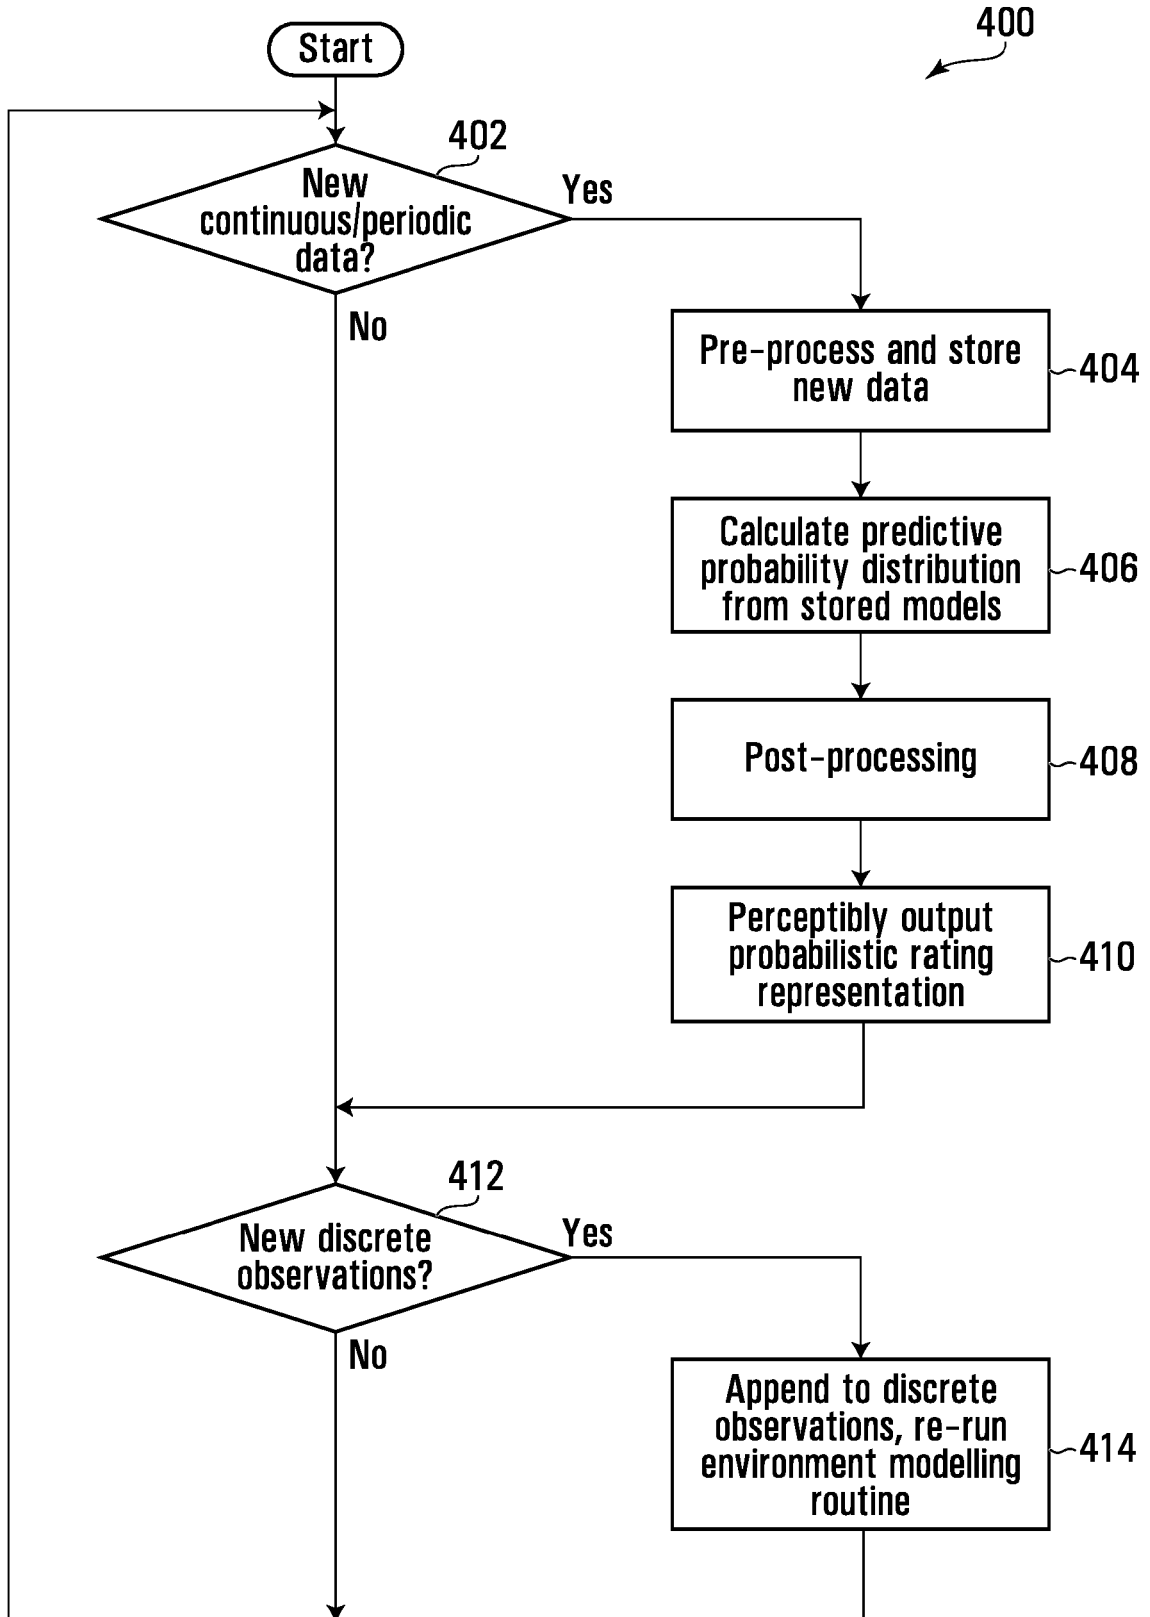 400
Start
402
New
continuous/periodic
data?
Yes
No
Pre-process and store
new data
404
Calculate predictive
probability distribution
from stored models
406
Post-processing
408
Perceptibly output
probabilistic rating
representation
410
412
New discrete
observations?
Yes
No
Append to discrete
observations, re-run
environment modelling
routine
414